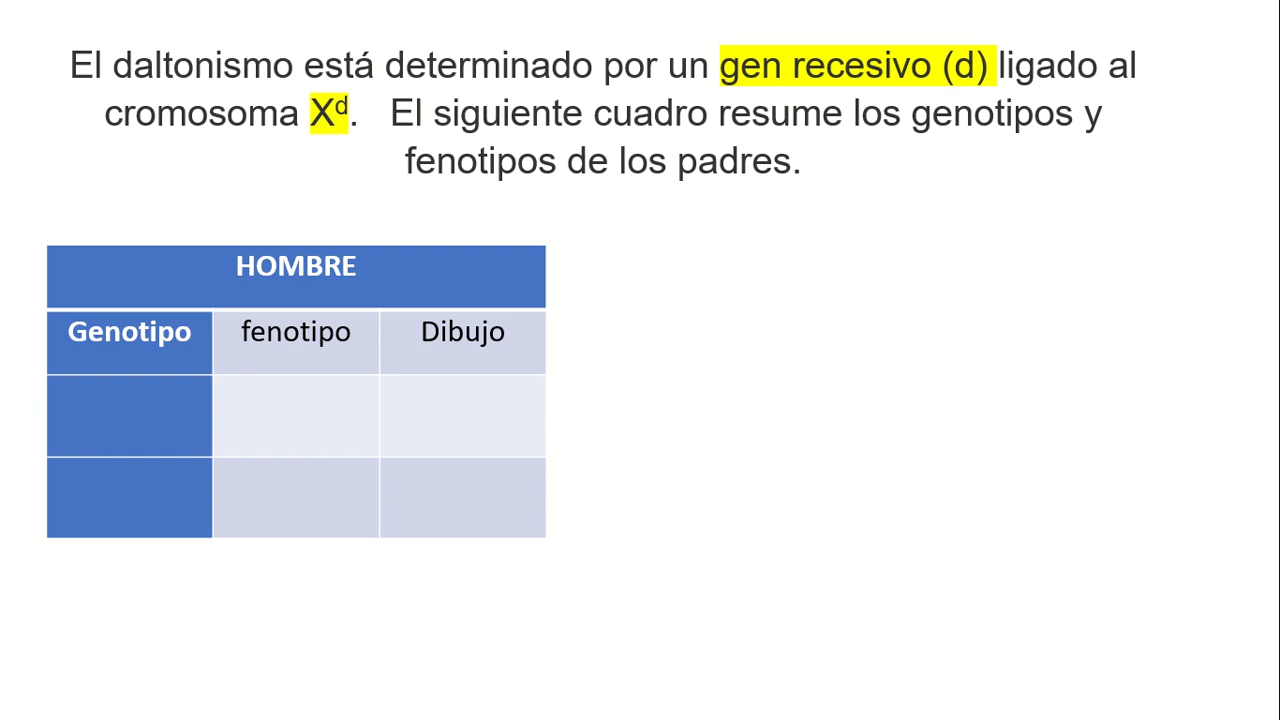 El daltonismo está determinado por un gen recesivo (d) ligado al
cromosoma Xᵈ. El siguiente cuadro resume los genotipos y
fenotipos de los padres.
HOMBRE
Genotipo fenotipo Dibujo